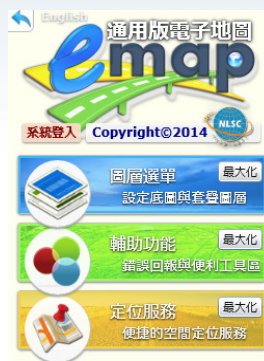 English
通用版電子地圖
emap
系統登入 Copyright©2014 NLSC
圖層選單 最大化
設定底圖與套疊圖層
輔助功能 最大化
錯誤回報與便利工具區
定位服務 最大化
便捷的空間定位服務